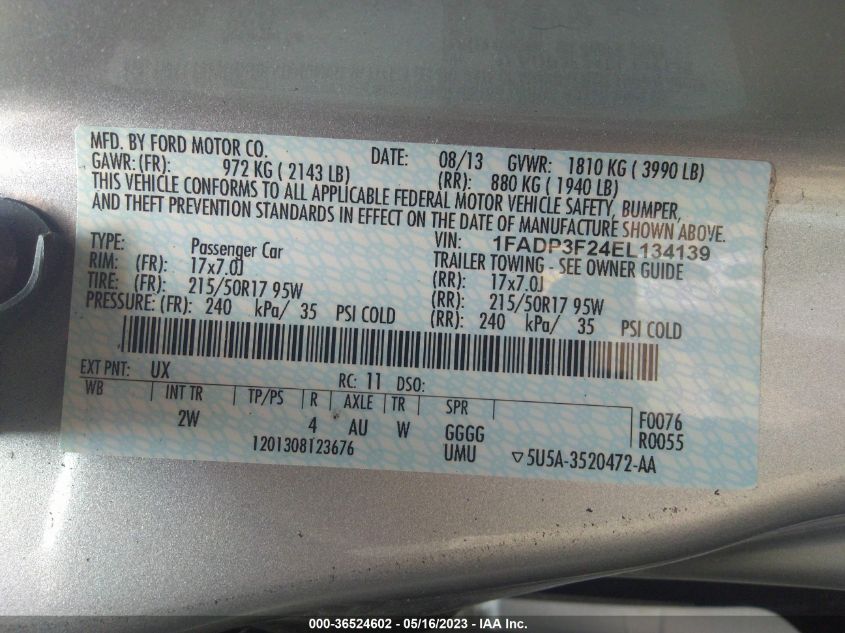 MFD. BY FORD MOTOR CO.
DATE: 08/13 GVWR: 1810 KG ( 3990 LB)
GAWR: (FR): 972 KG ( 2143 LB) (RR): 880 KG ( 1940 LB)
THIS VEHICLE CONFORMS TO ALL APPLICABLE FEDERAL MOTOR VEHICLE SAFETY, BUMPER,
AND THEFT PREVENTION STANDARDS IN EFFECT ON THE DATE OF MANUFACTURE SHOWN ABOVE.
VIN: 1FADP3F24EL134139
TYPE: Passenger Car TRAILER TOWING - SEE OWNER GUIDE
RIM: (FR): 17x7.0J (RR): 17x7.0J
TIRE: (FR): 215/50R17 95W (RR): 215/50R17 95W
PRESSURE: (FR): 240 kPa/ 35 PSI COLD (RR): 240 kPa/ 35 PSI COLD
EXT PNT: UX RC: 11 DSO:
WB INT TR TP/PS R AXLE TR SPR
2W 4 AU W GGGG
UMU
F0076
R0055
1201308123676
▽5U5A-3520472-AA
000-36524602 - 05/16/2023 - IAA Inc.